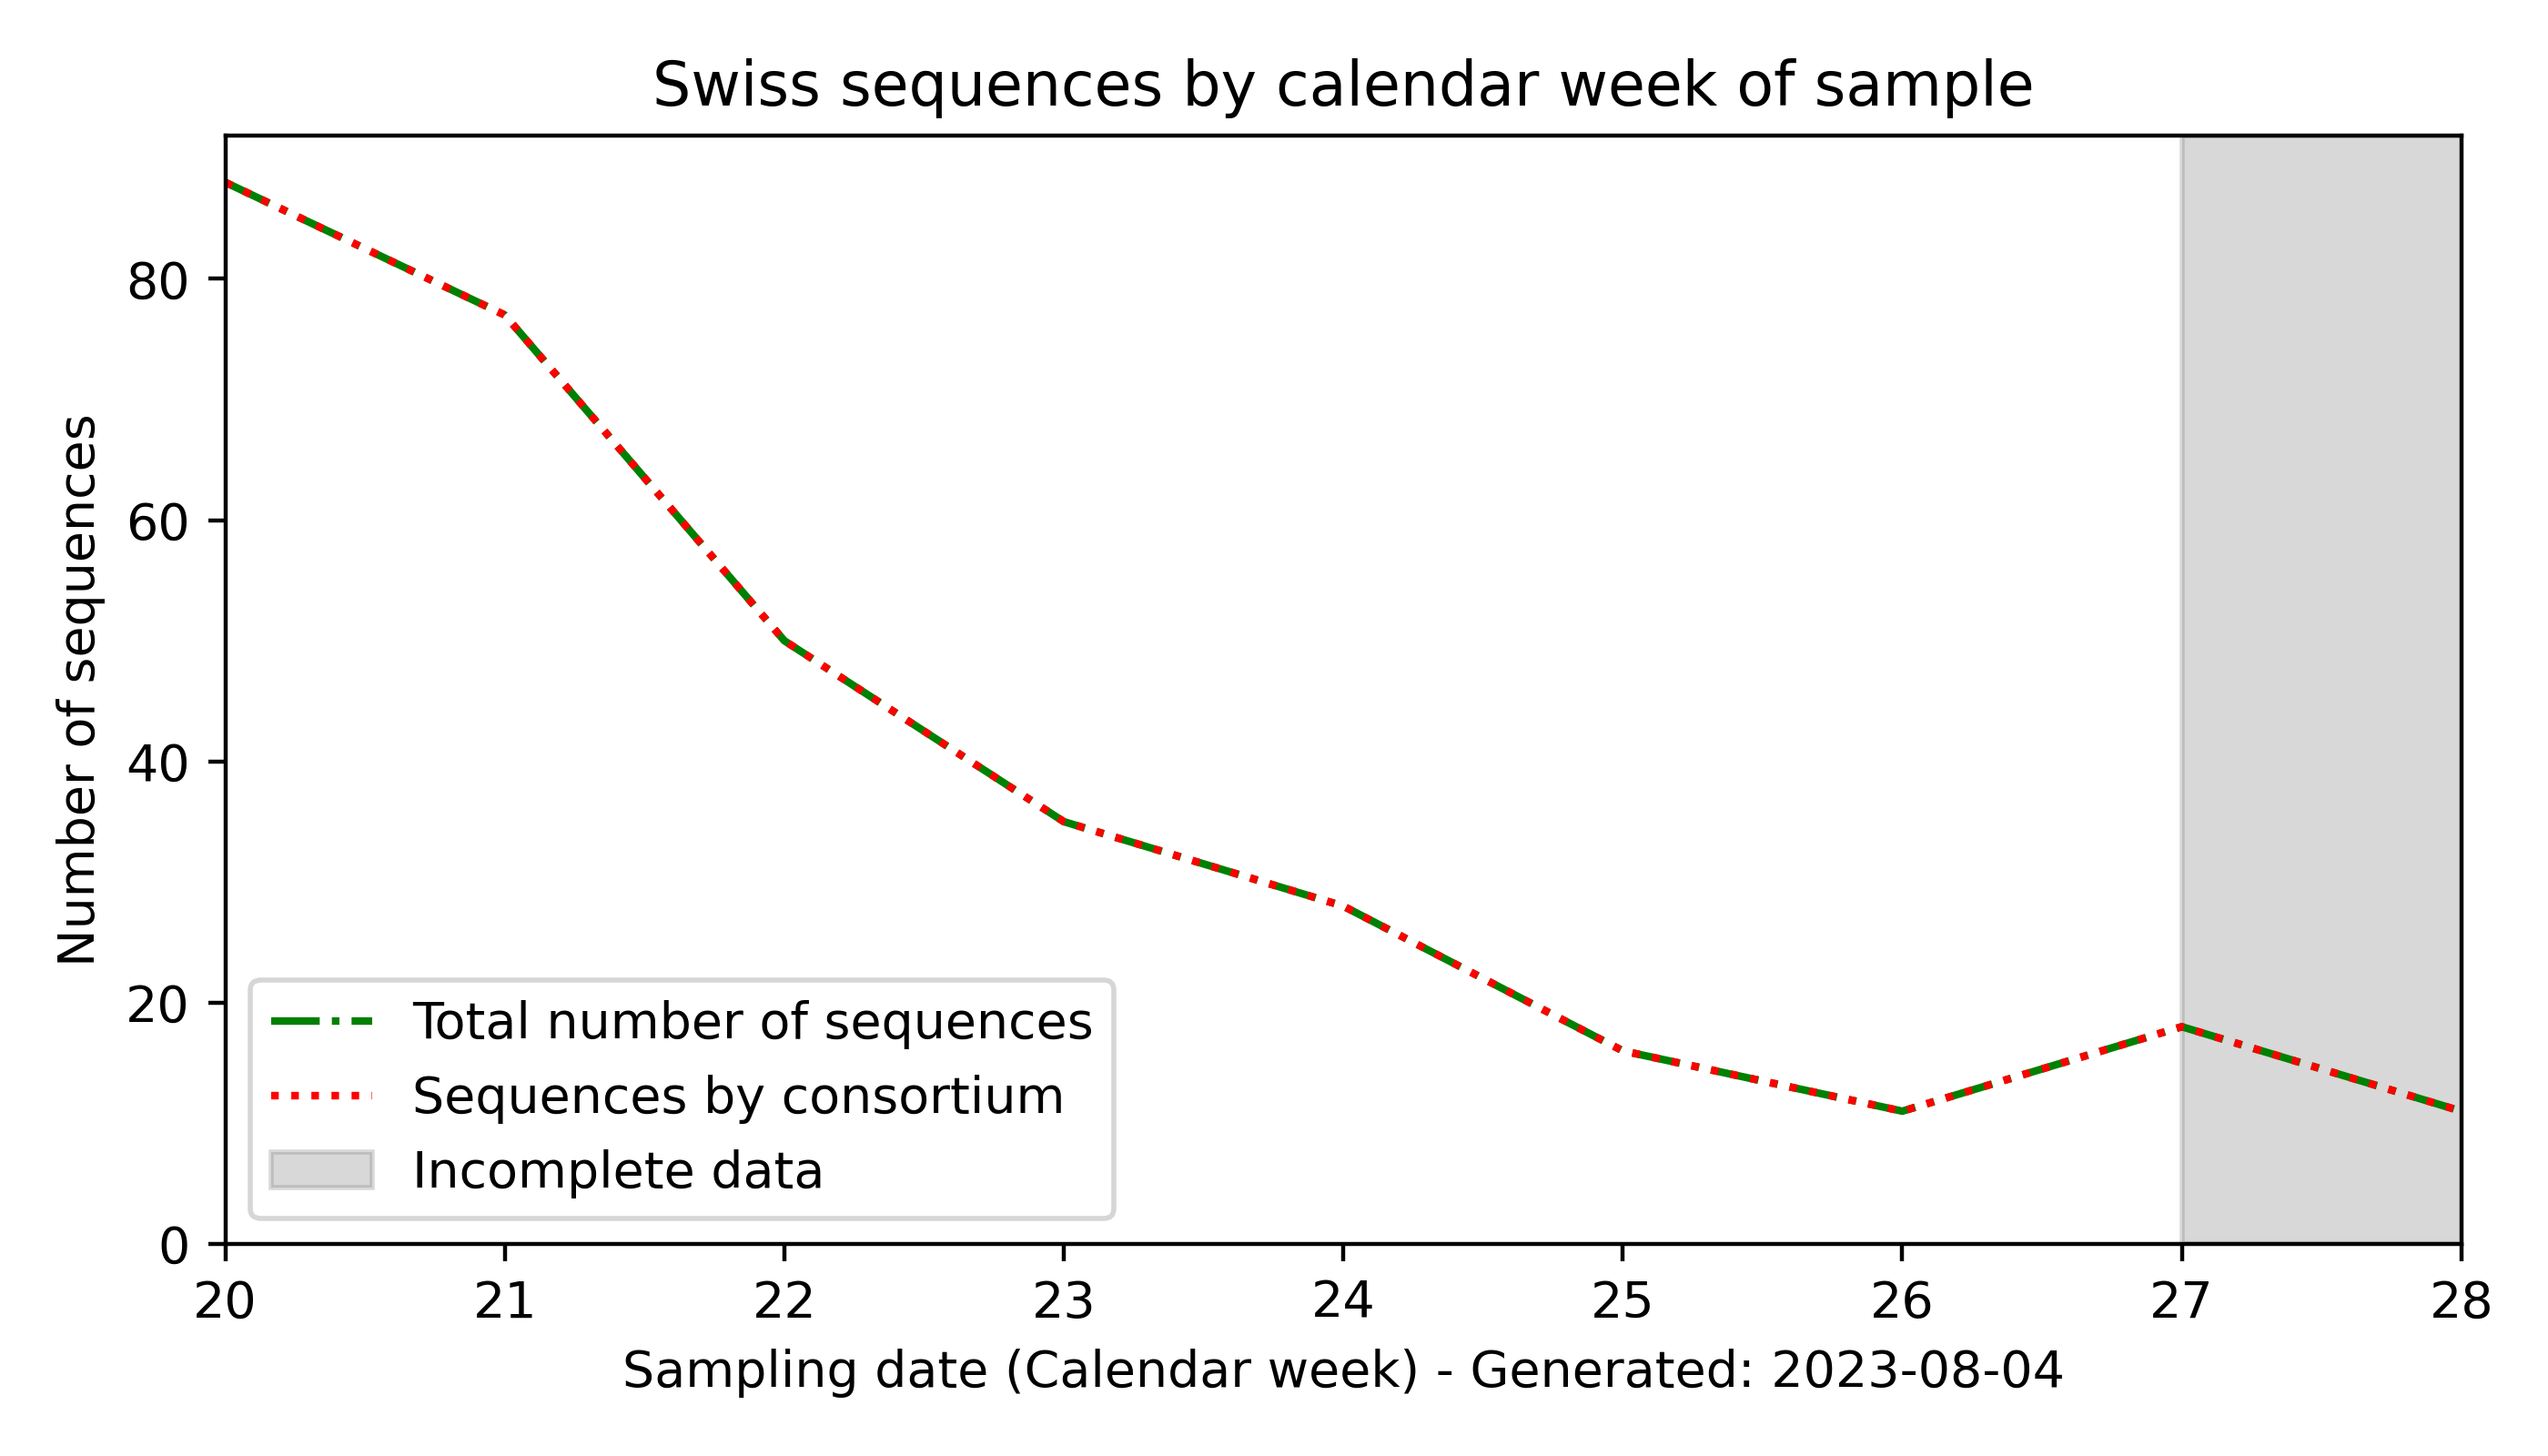 Swiss sequences by calendar week of sample
Number of sequences
80
60
40
20
0
Total number of sequences
Sequences by consortium
Incomplete data
20 21 22 23 24 25 26 27 28
Sampling date (Calendar week) - Generated: 2023-08-04